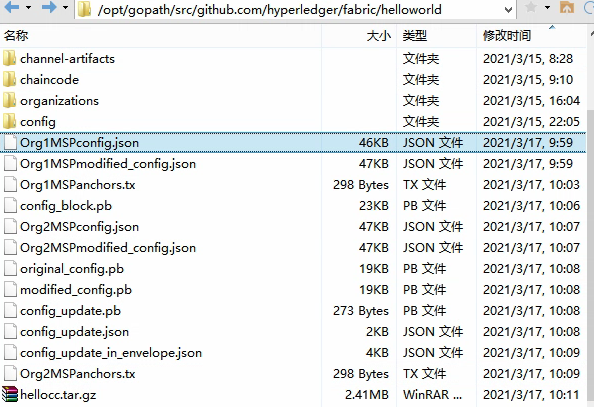 /opt/gopath/src/github.com/hyperledger/fabric/helloworld
名称 大小 类型 修改时间
channel-artifacts 文件夹 2021/3/15, 8:28
chaincode 文件夹 2021/3/15, 9:10
organizations 文件夹 2021/3/15, 16:04
config 文件夹 2021/3/15, 22:05
Org1MSPconfig.json 46KB JSON 文件 2021/3/17, 9:59
Org1MSPmodified_config.json 47KB JSON 文件 2021/3/17, 9:59
Org1MSPanchors.tx 298 Bytes TX 文件 2021/3/17, 10:03
config_block.pb 23KB PB 文件 2021/3/17, 10:06
Org2MSPconfig.json 47KB JSON 文件 2021/3/17, 10:07
Org2MSPmodified_config.json 47KB JSON 文件 2021/3/17, 10:07
original_config.pb 19KB PB 文件 2021/3/17, 10:08
modified_config.pb 19KB PB 文件 2021/3/17, 10:08
config_update.pb 273 Bytes PB 文件 2021/3/17, 10:08
config_update.json 2KB JSON 文件 2021/3/17, 10:08
config_update_in_envelope.json 4KB JSON 文件 2021/3/17, 10:09
Org2MSPanchors.tx 298 Bytes TX 文件 2021/3/17, 10:09
hellocc.tar.gz 2.41MB WinRAR ... 2021/3/17, 10:11